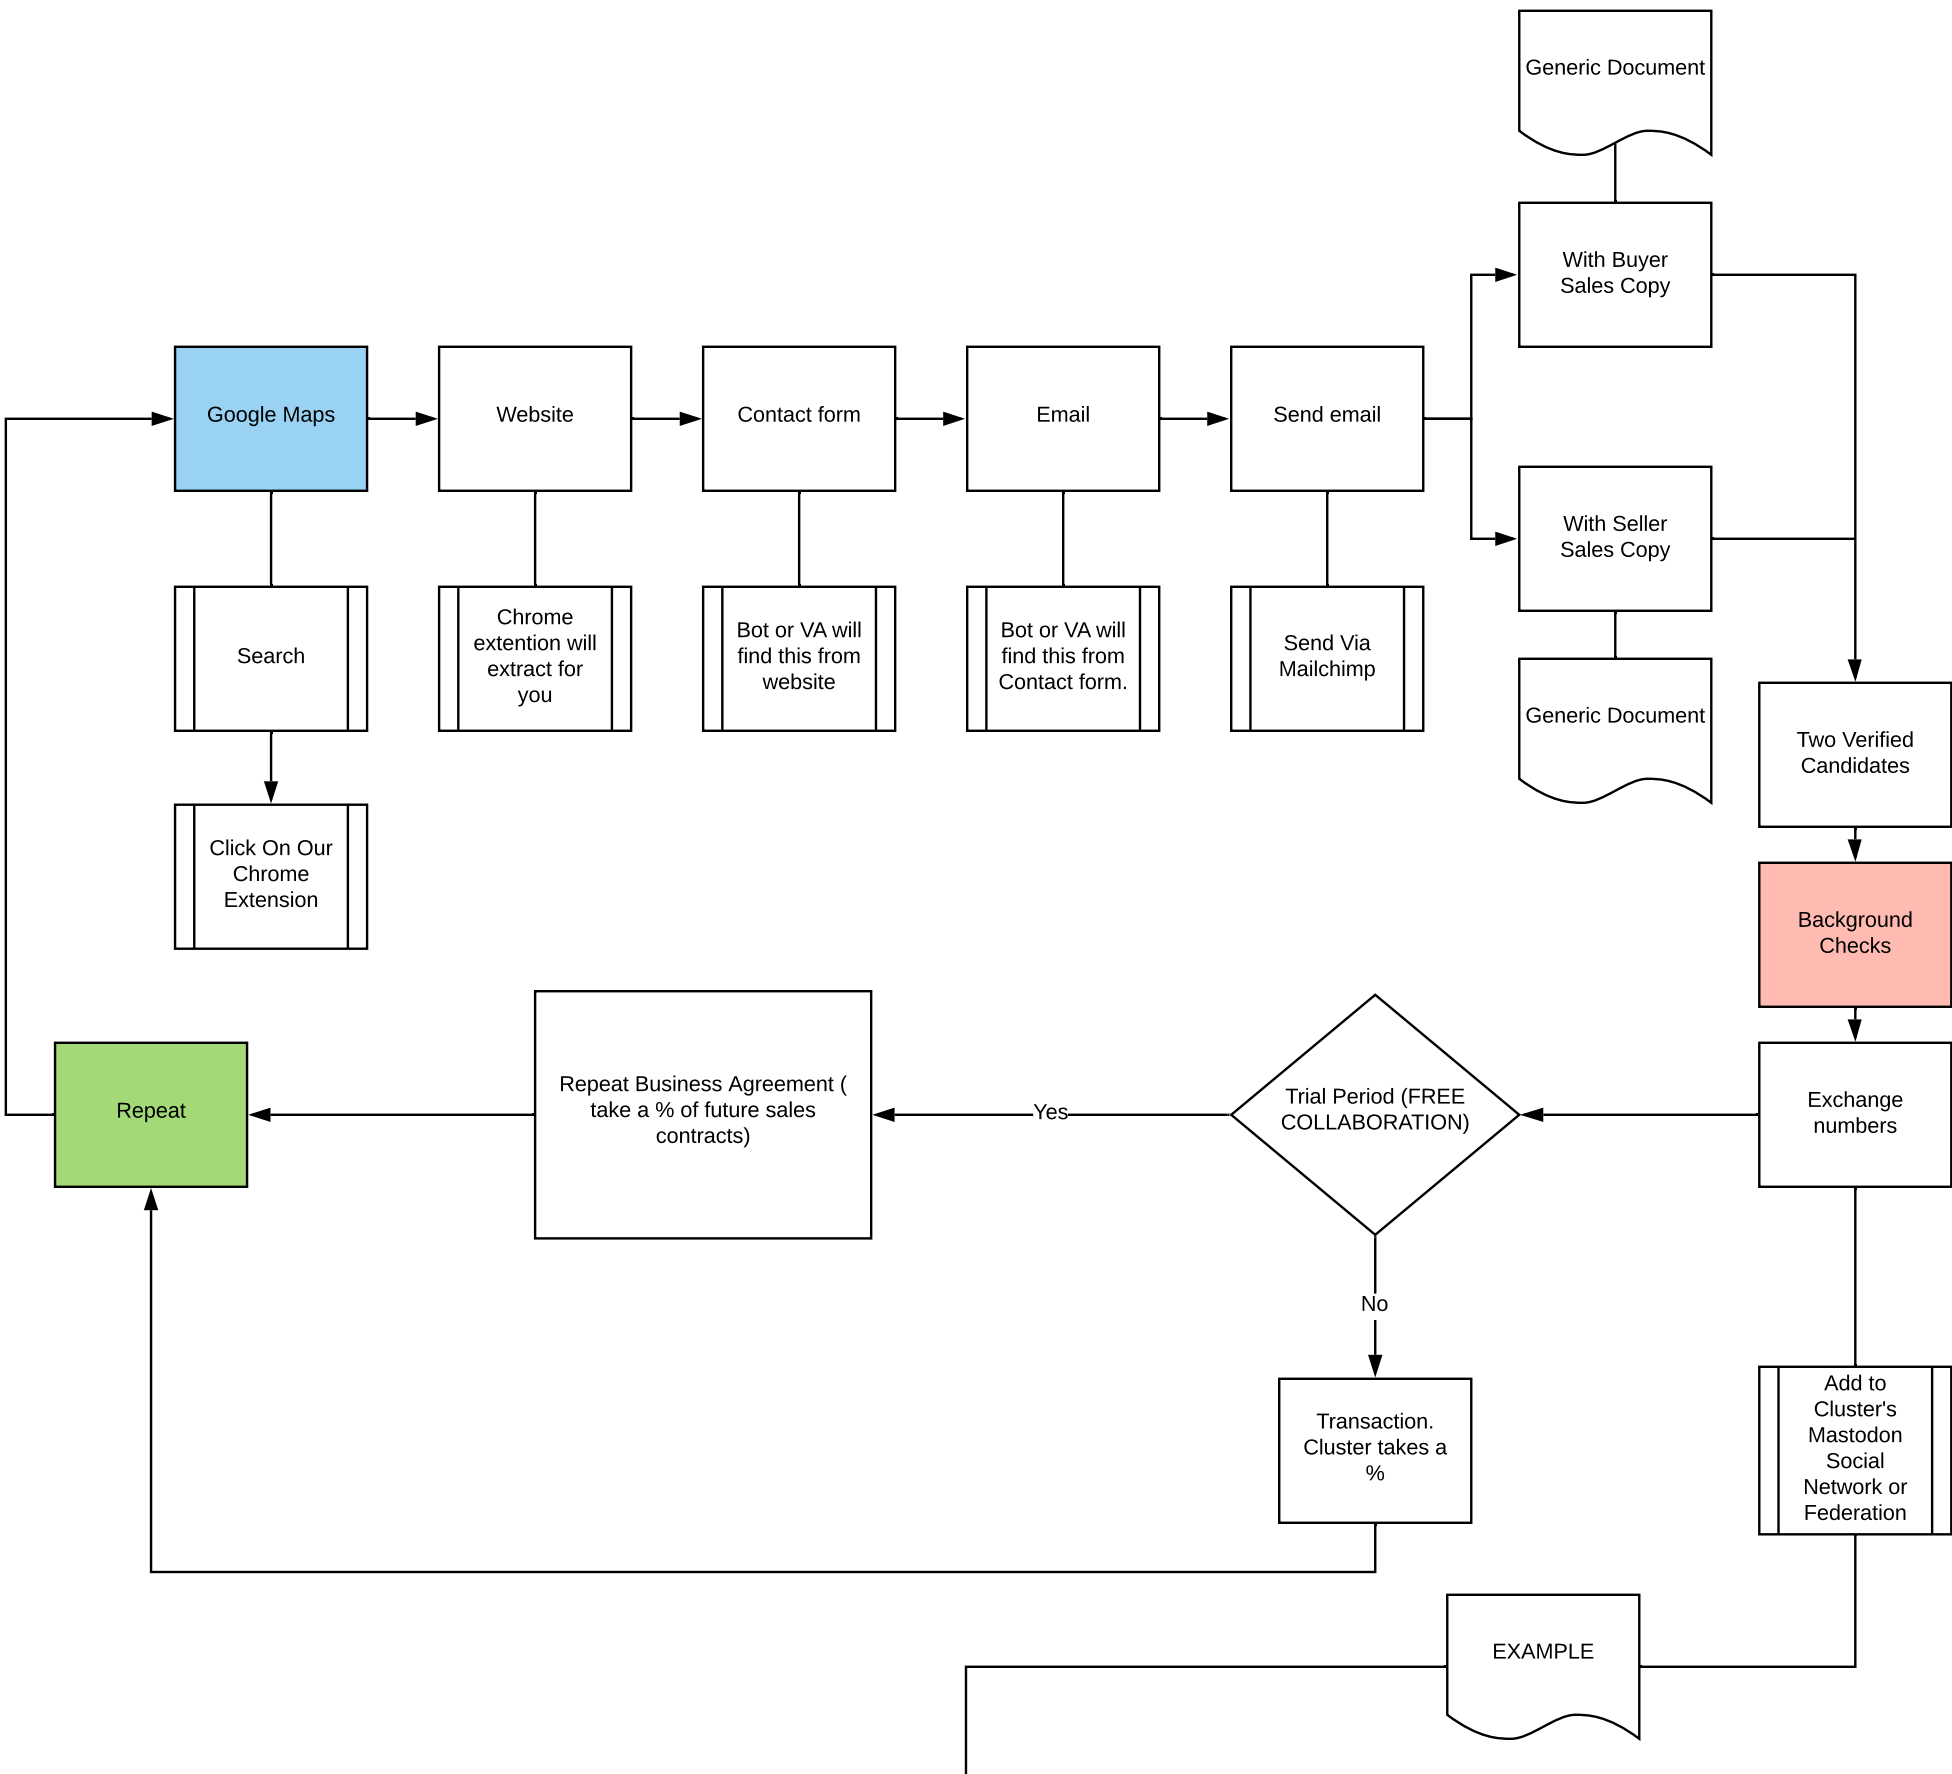 Generic Document
With Buyer
Sales Copy
Google Maps
Website
Contact form
Email
Send email
With Seller
Sales Copy
Search
Chrome
extention will
extract for
you
Bot or VA will
find this from
website
Bot or VA will
find this from
Contact form.
Send Via
Mailchimp
Generic Document
Two Verified
Candidates
Click On Our
Chrome
Extension
Background
Checks
Repeat
Repeat Business Agreement (
take a % of future sales
contracts)
Yes
Trial Period (FREE
COLLABORATION)
Exchange
numbers
No
Transaction.
Cluster takes a
%
Add to
Cluster's
Mastodon
Social
Network or
Federation
EXAMPLE